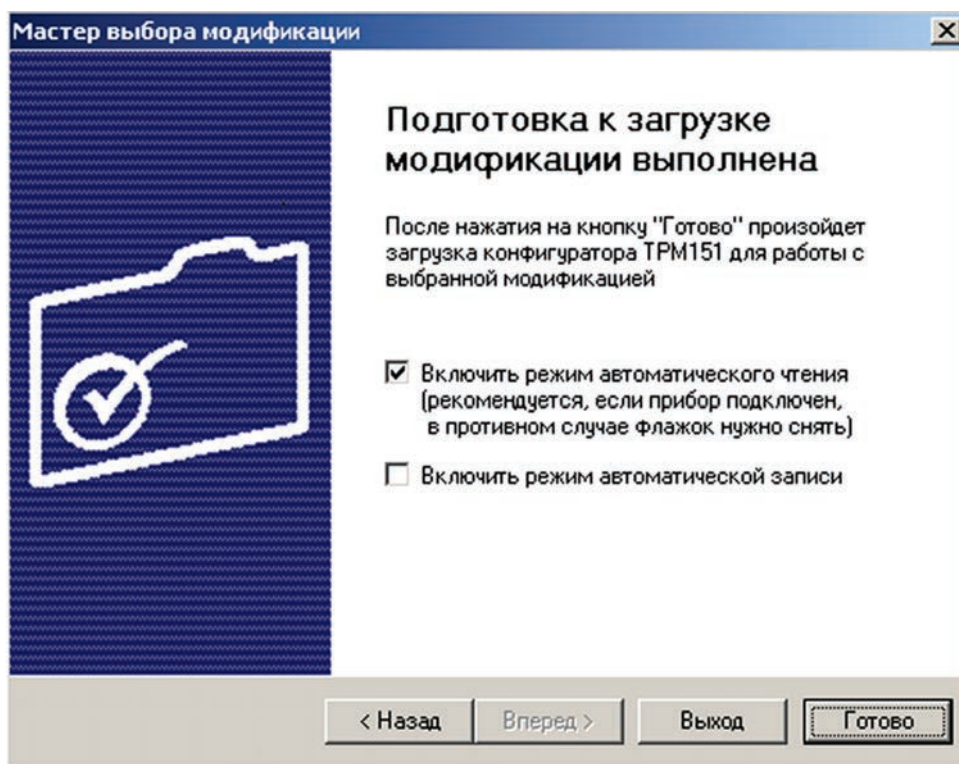 Мастер выбора модификации
Подготовка к загрузке
модификации выполнена
После нажатия на кнопку "Готово" произойдет
загрузка конфигуратора ТРМ151 для работы с
выбранной модификацией
Включить режим автоматического чтения
(рекомендуется, если прибор подключен,
в противном случае флажок нужно снять)
Включить режим автоматической записи
< Назад
Вперед >
Выход
Готово